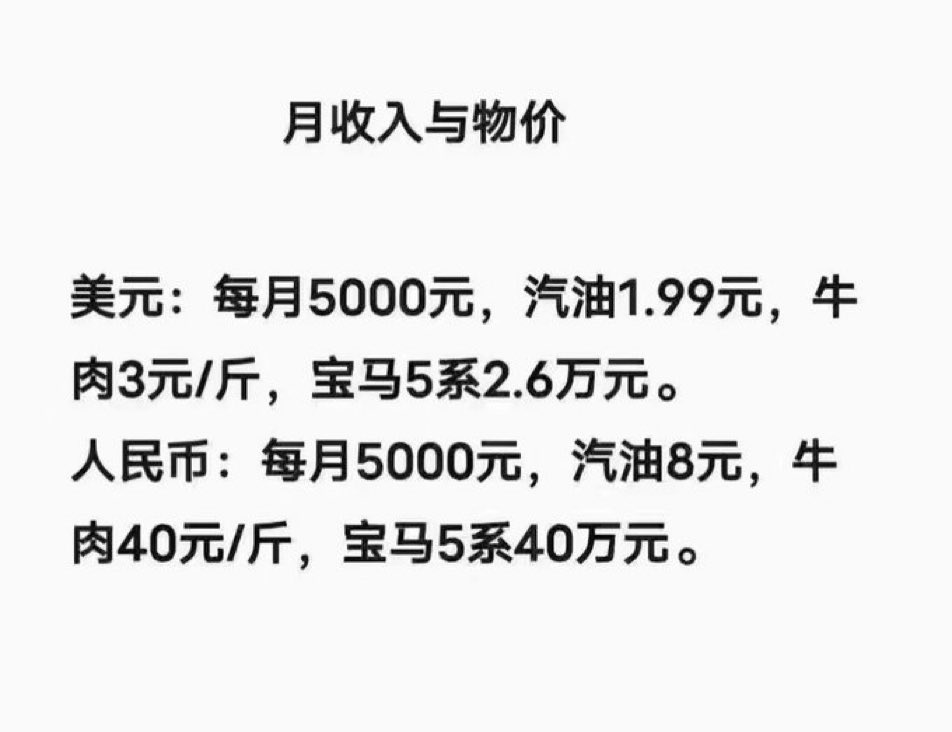 月收入与物价
美元：每月5000元，汽油1.99元，牛
肉3元/斤，宝马5系2.6万元。
人民币：每月5000元，汽油8元，牛
肉40元/斤，宝马5系40万元。